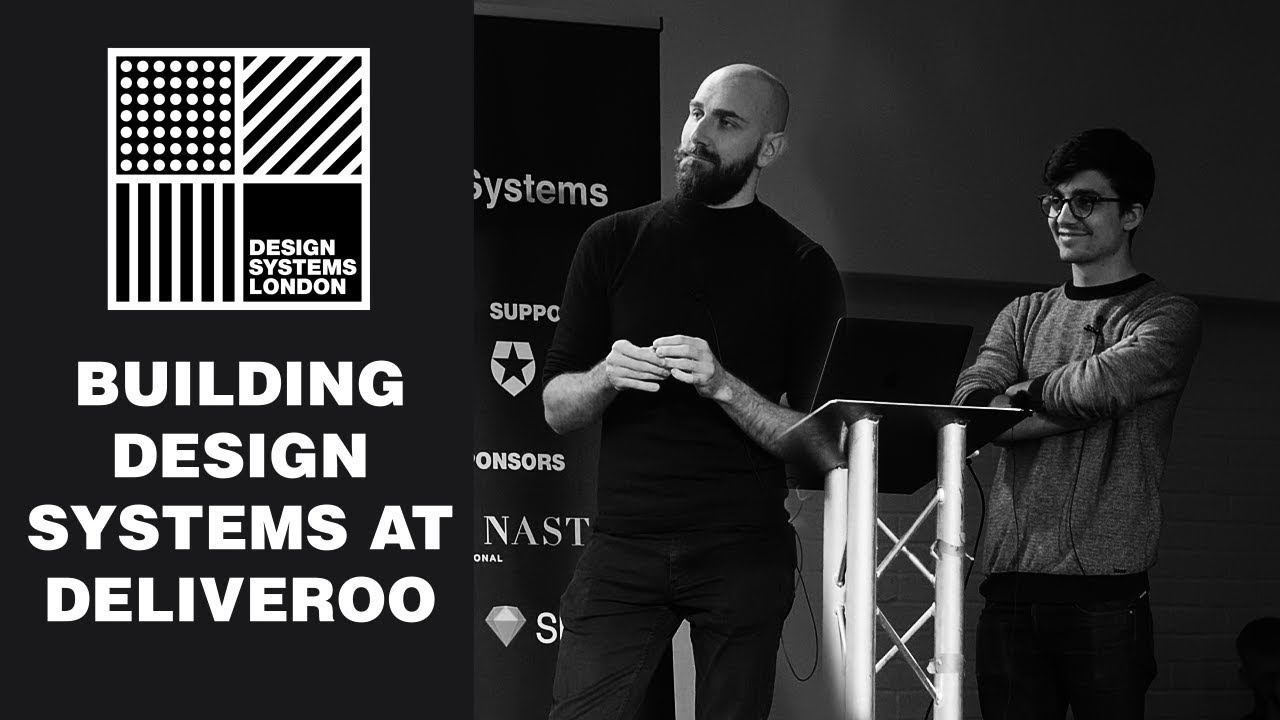 DESIGN
SYSTEMS
LONDON
BUILDING
DESIGN
SYSTEMS AT
DELIVEROO
Systems
SUPPO
PONSORS
NAST
ONAL